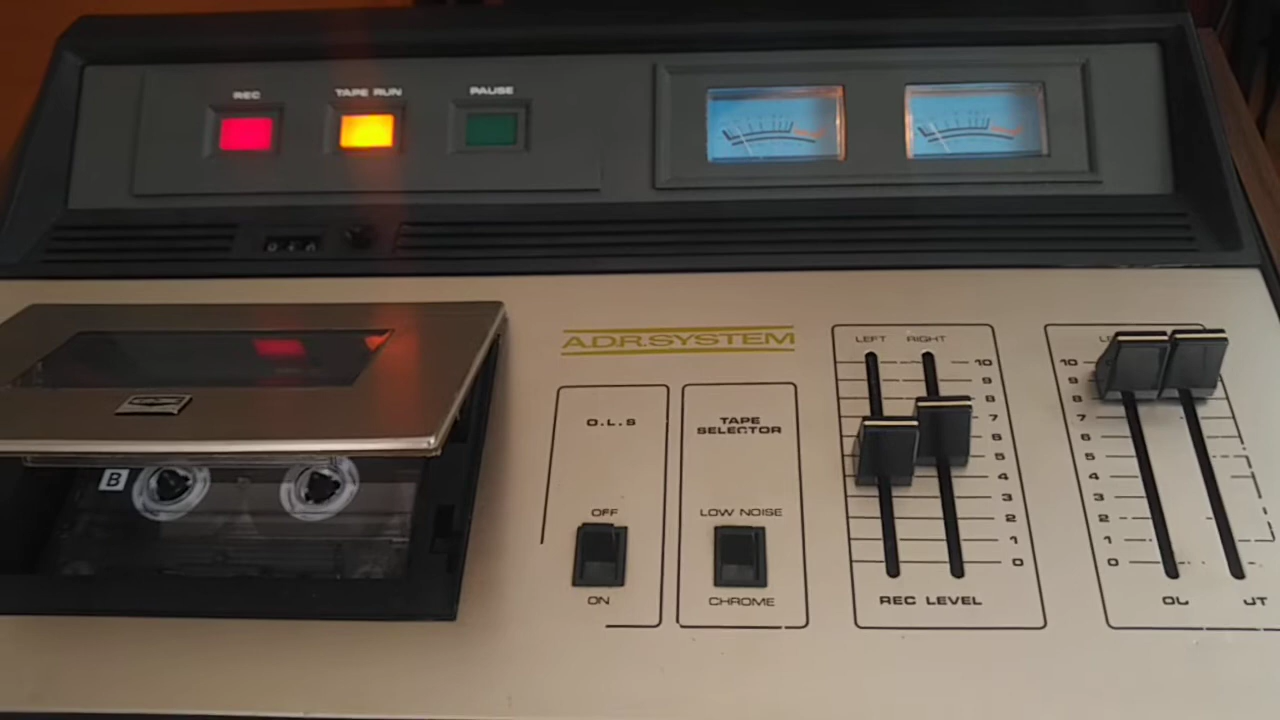 REC
TAPE RUN
PAUSE
ADR.SYSTEM
LEFT RIGHT
10
9
8
7
6
5
4
3
2
1
0
REC LEVEL
10
9
8
7
6
5
4
3
2
1
0
O.L.S
OFF
ON
TAPE
SELECTOR
LOW NOISE
CHROME
B